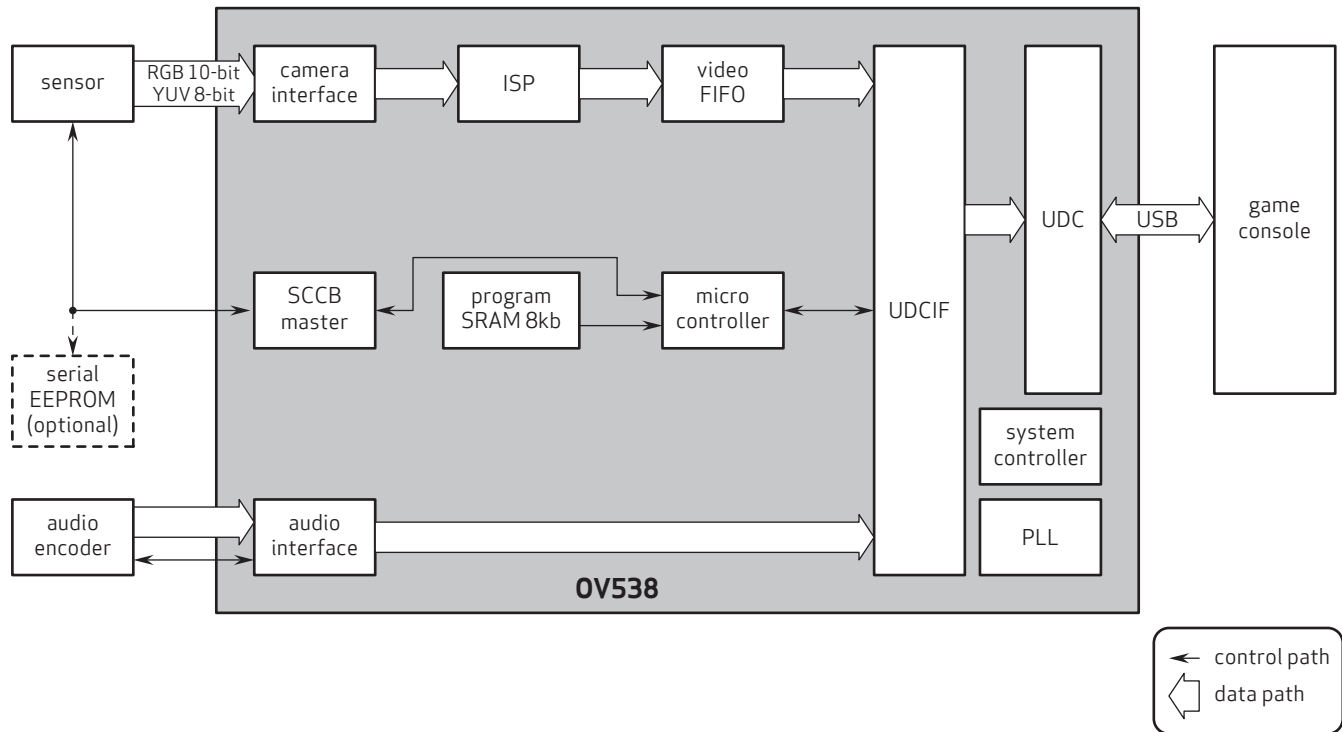 sensor
RGB 10-bit
YUV 8-bit
camera
interface
ISP
video
FIFO
UDCIF
UDC
USB
game
console
SCCB
master
program
SRAM 8kb
micro
controller
serial
EEPROM
(optional)
system
controller
audio
encoder
audio
interface
PLL
OV538
control path
data path